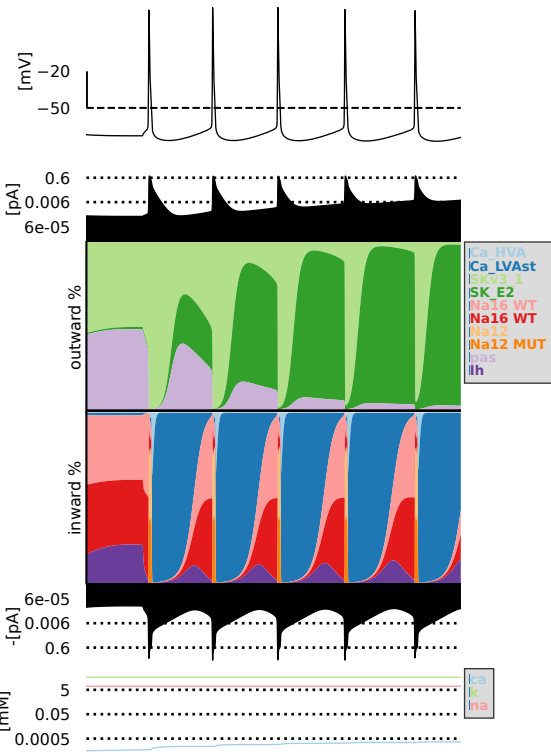 [mV]
−20
−50
[pA]
0.6
0.006
6e-05
outward %
Ca_HVA
Ca_LVAst
SKv3_1
SK_E2
Na16 WT
Na16 WT
Na12
Na12 MUT
pas
Ih
inward %
-[pA]
6e-05
0.006
0.6
[mM]
5
0.05
0.0005
ca
k
na